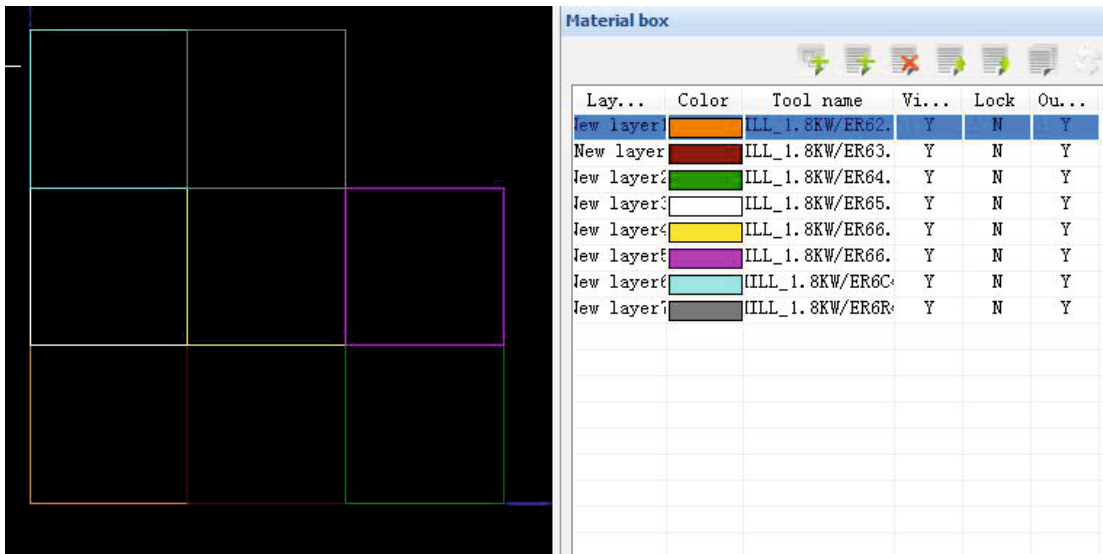 Material box
Lay... Color Tool name Vi... Lock Ou...
New layer1 ILL_1.8KW/ER62. Y N Y
New layer ILL_1.8KW/ER63. Y N Y
New layer2 ILL_1.8KW/ER64. Y N Y
New layer3 ILL_1.8KW/ER65. Y N Y
New layer4 ILL_1.8KW/ER66. Y N Y
New layer5 ILL_1.8KW/ER66. Y N Y
New layer6 ILL_1.8KW/ER6C4 Y N Y
New layer7 ILL_1.8KW/ER6R4 Y N Y